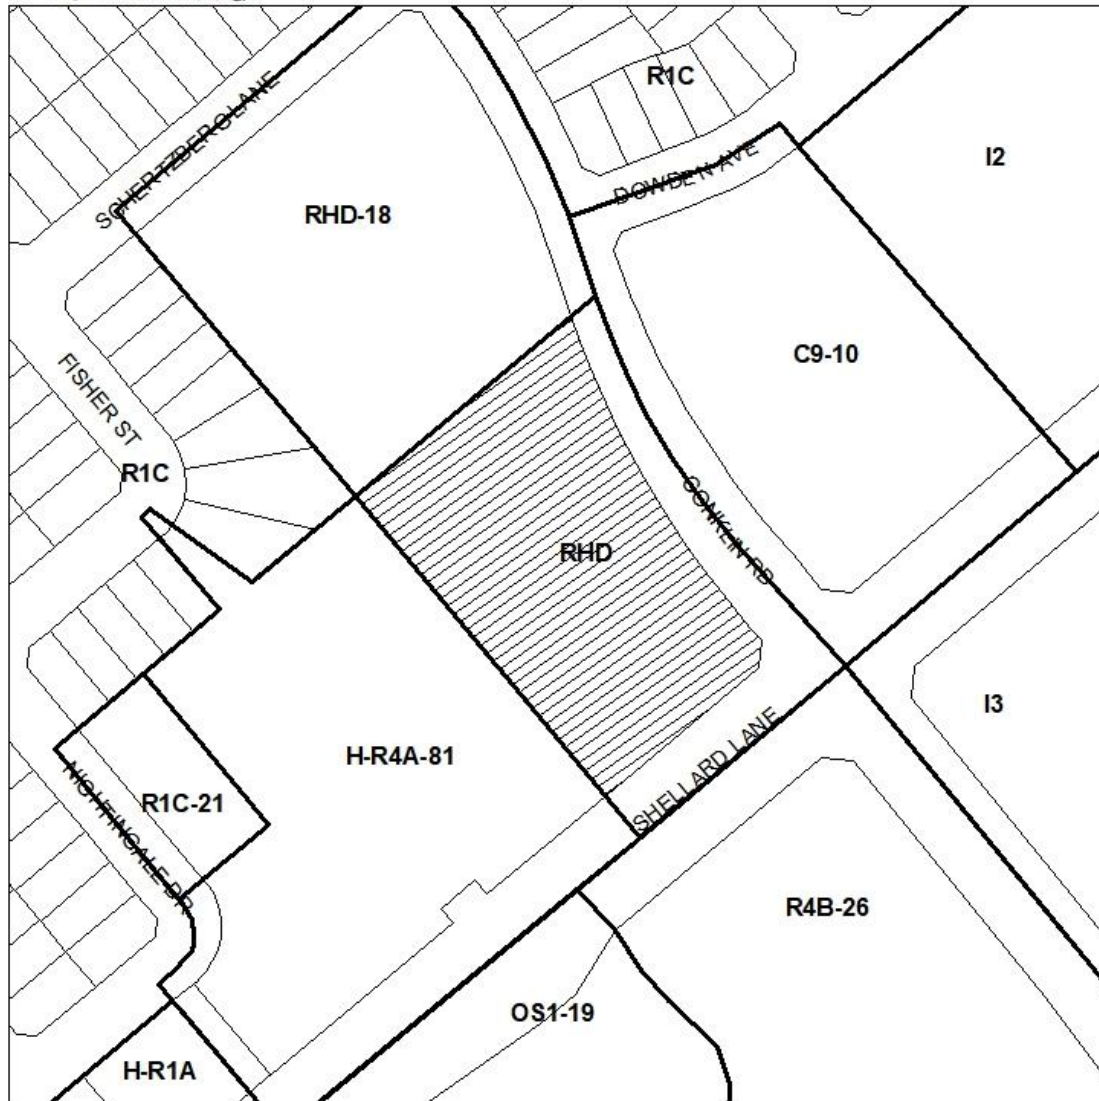 R1C
SCHERTZBERG LANE
I2
DOWDEN AVE
RHD-18
C9-10
FISHER ST
R1C
CONKLIN RD
RHD
I3
SHELLARD LANE
H-R4A-81
R1C-21
NIGHTINGALE DR
R4B-26
OS1-19
H-R1A